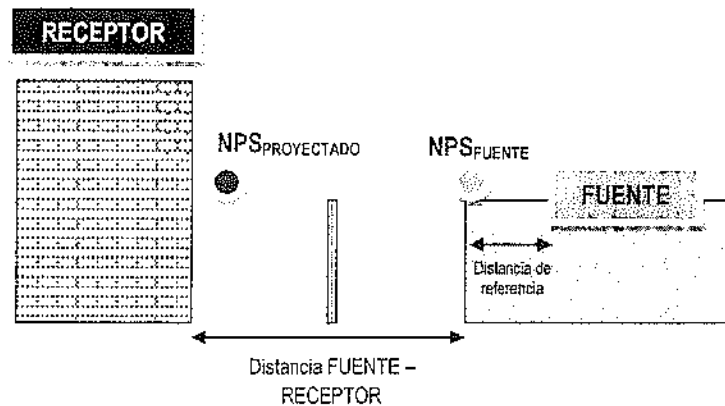 RECEPTOR
NPSPROYECTADO
NPSFUENTE
FUENTE
Distancia de
referencia
Distancia FUENTE –
RECEPTOR